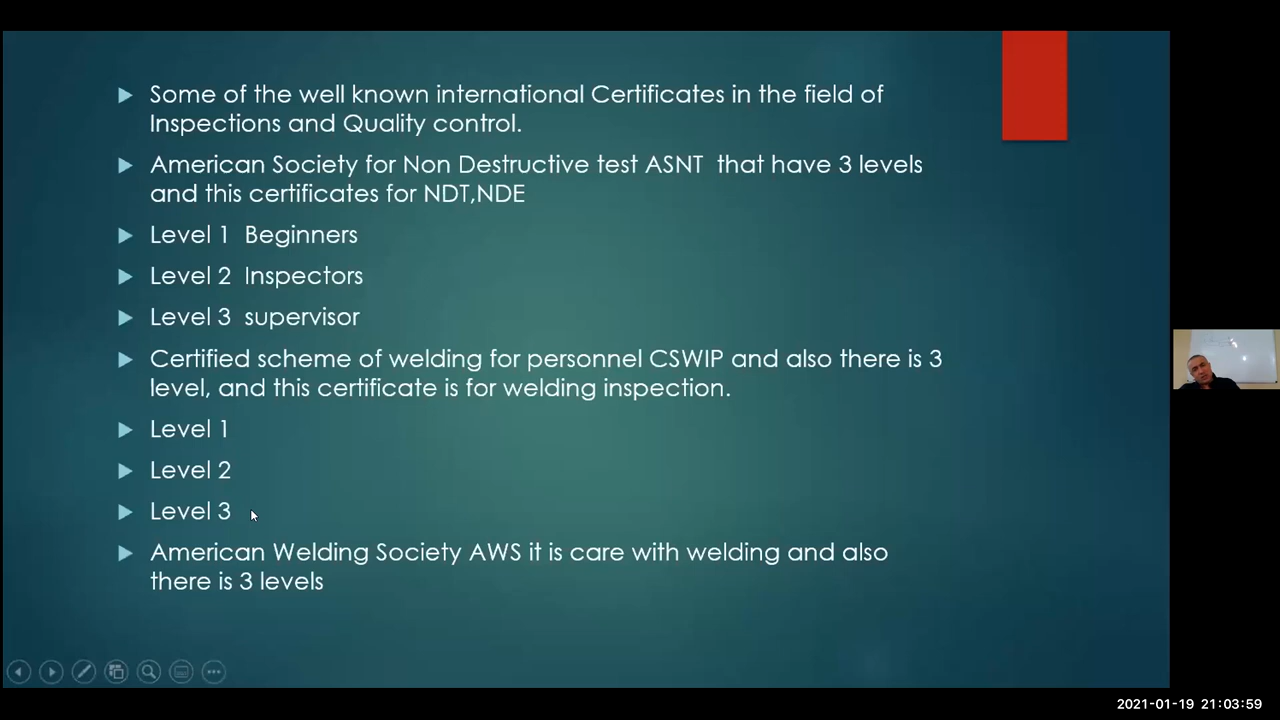 Some of the well known international Certificates in the field of
Inspections and Quality control.
American Society for Non Destructive test ASNT that have 3 levels
and this certificates for NDT,NDE
Level 1 Beginners
Level 2 Inspectors
Level 3 supervisor
Certified scheme of welding for personnel CSWIP and also there is 3
level, and this certificate is for welding inspection.
Level 1
Level 2
Level 3
American Welding Society AWS it is care with welding and also
there is 3 levels
2021-01-19 21:03:59